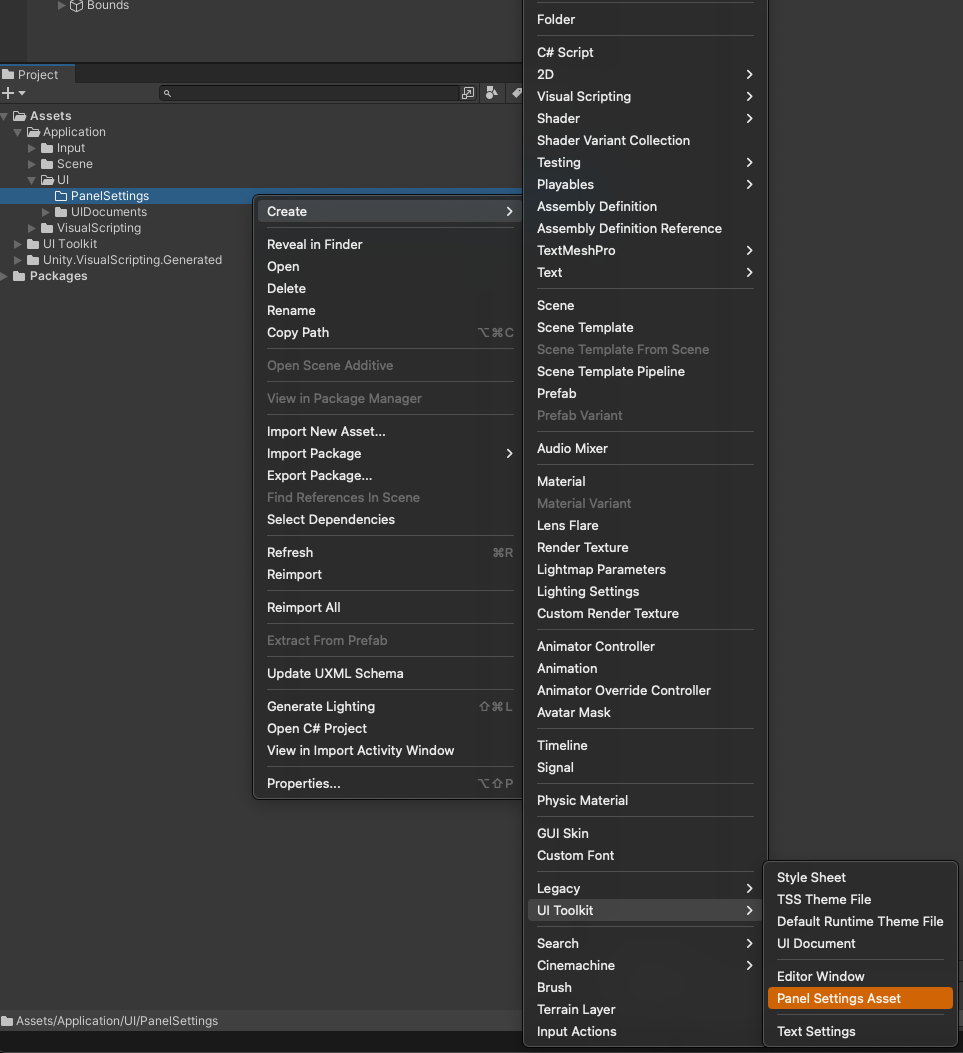 Bounds
Project
Assets
Application
Input
Scene
UI
PanelSettings
UIDocuments
VisualScripting
UI Toolkit
Unity.VisualScripting.Generated
Packages
Create
Reveal in Finder
Open
Delete
Rename
Copy Path ⌥⌘C
Open Scene Additive
View in Package Manager
Import New Asset...
Import Package
Export Package...
Find References In Scene
Select Dependencies
Refresh ⌘R
Reimport
Reimport All
Extract From Prefab
Update UXML Schema
Generate Lighting ⇧⌘L
Open C# Project
View in Import Activity Window
Properties... ⌥⇧P
Folder
C# Script
2D
Visual Scripting
Shader
Shader Variant Collection
Testing
Playables
Assembly Definition
Assembly Definition Reference
TextMeshPro
Text
Scene
Scene Template
Scene Template From Scene
Scene Template Pipeline
Prefab
Prefab Variant
Audio Mixer
Material
Material Variant
Lens Flare
Render Texture
Lightmap Parameters
Lighting Settings
Custom Render Texture
Animator Controller
Animation
Animator Override Controller
Avatar Mask
Timeline
Signal
Physic Material
GUI Skin
Custom Font
Legacy
UI Toolkit
Search
Cinemachine
Brush
Terrain Layer
Input Actions
Style Sheet
TSS Theme File
Default Runtime Theme File
UI Document
Editor Window
Panel Settings Asset
Text Settings
Assets/Application/UI/PanelSettings